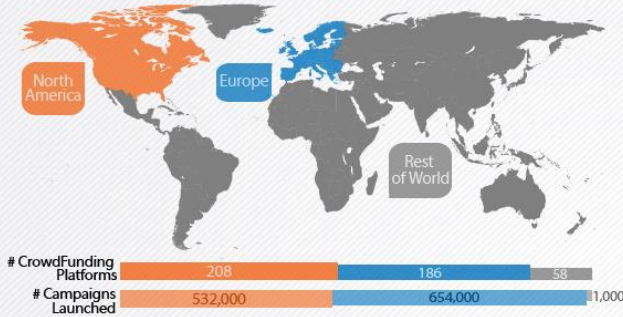 North
America
Europe
Rest
of World
# CrowdFunding
Platforms
208
186
58
# Campaigns
Launched
532,000
654,000
1,000